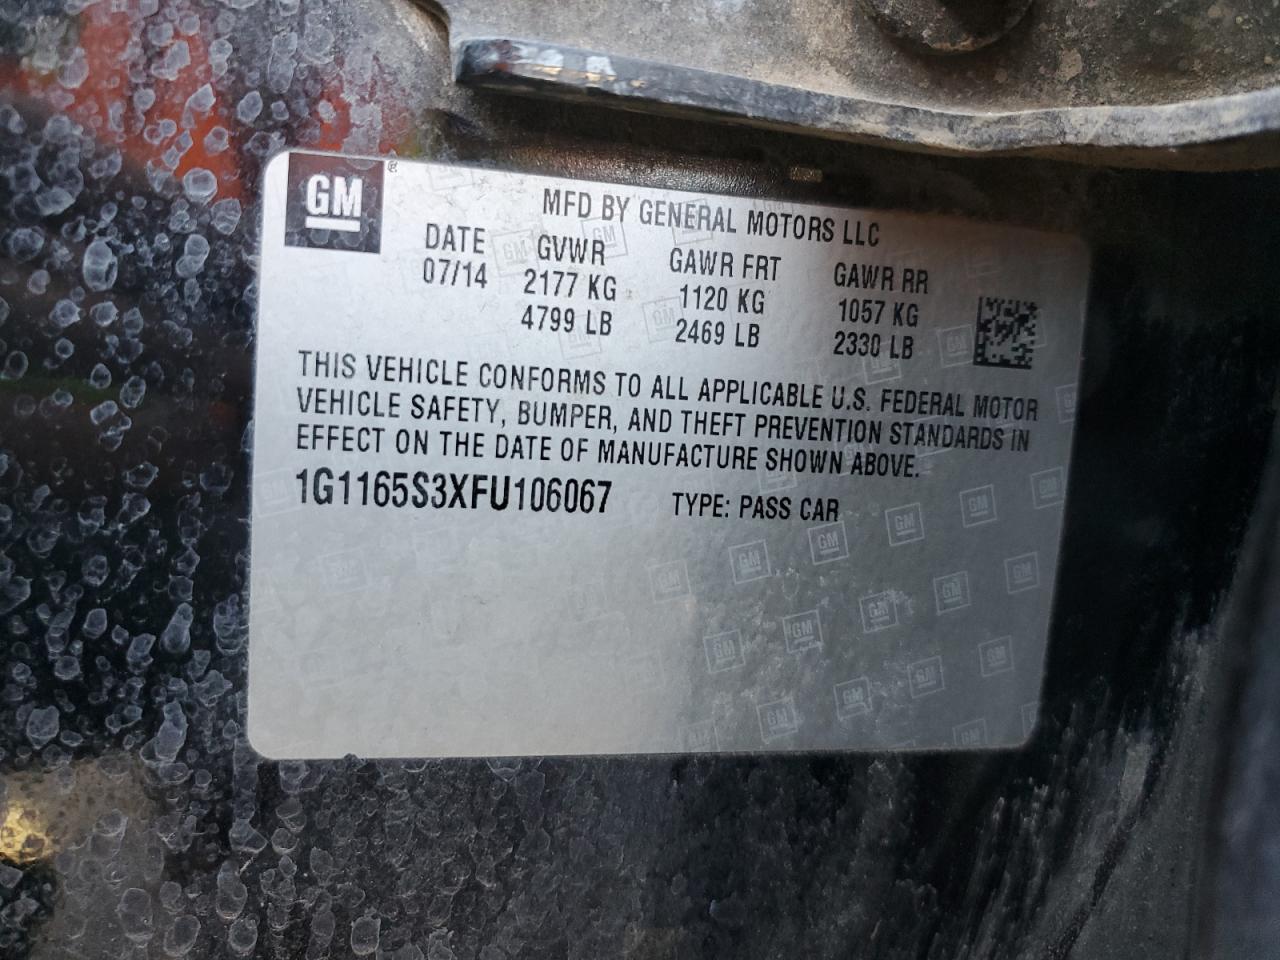 GM ®
MFD BY GENERAL MOTORS LLC
DATE GVWR GAWR FRT GAWR RR
07/14 2177 KG 1120 KG 1057 KG
4799 LB 2469 LB 2330 LB
THIS VEHICLE CONFORMS TO ALL APPLICABLE U.S. FEDERAL MOTOR
VEHICLE SAFETY, BUMPER, AND THEFT PREVENTION STANDARDS IN
EFFECT ON THE DATE OF MANUFACTURE SHOWN ABOVE.
1G1165S3XFU106067 TYPE: PASS CAR